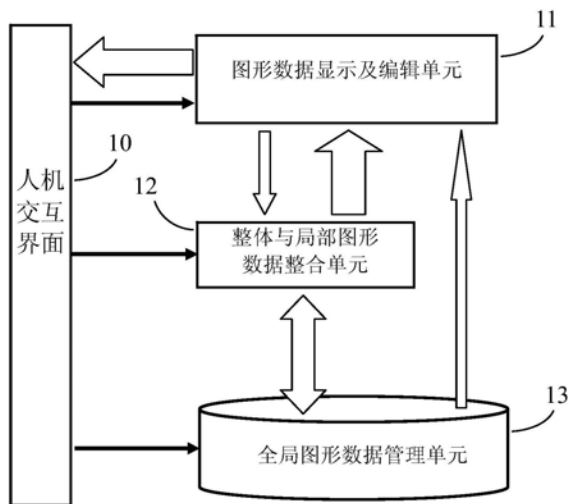 11
图形数据显示及编辑单元
10
人机
交互
界面
12
整体与局部图形
数据整合单元
13
全局图形数据管理单元